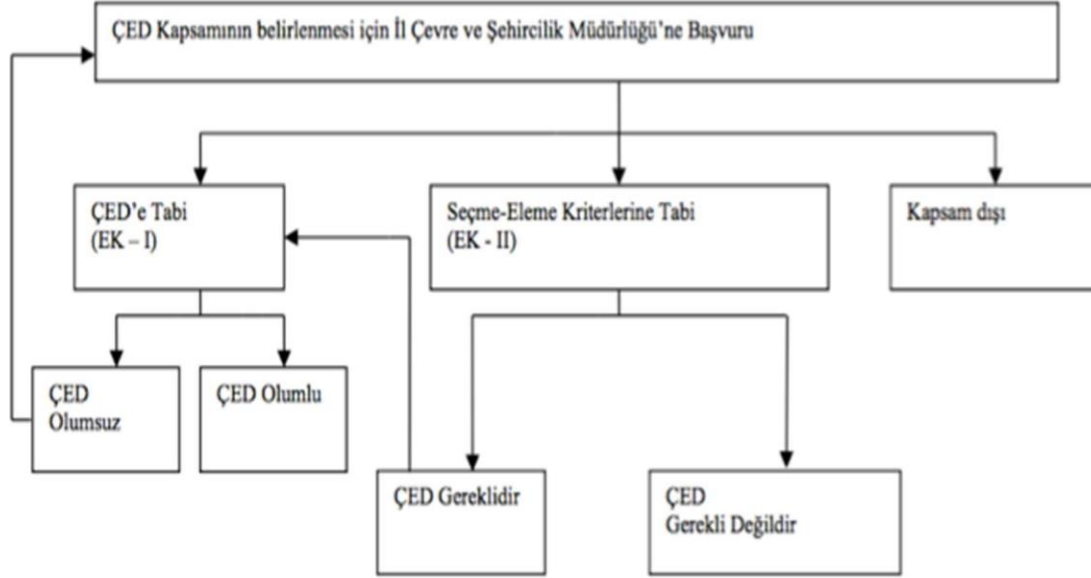 ÇED Kapsamının belirlenmesi için İl Çevre ve Şehircilik Müdürlüğü'ne Başvuru
ÇED'e Tabi
(EK – I)
Seçme-Eleme Kriterlerine Tabi
(EK - II)
Kapsam dışı
ÇED
Olumsuz
ÇED Olumlu
ÇED Gereklidir
ÇED
Gerekli Değildir